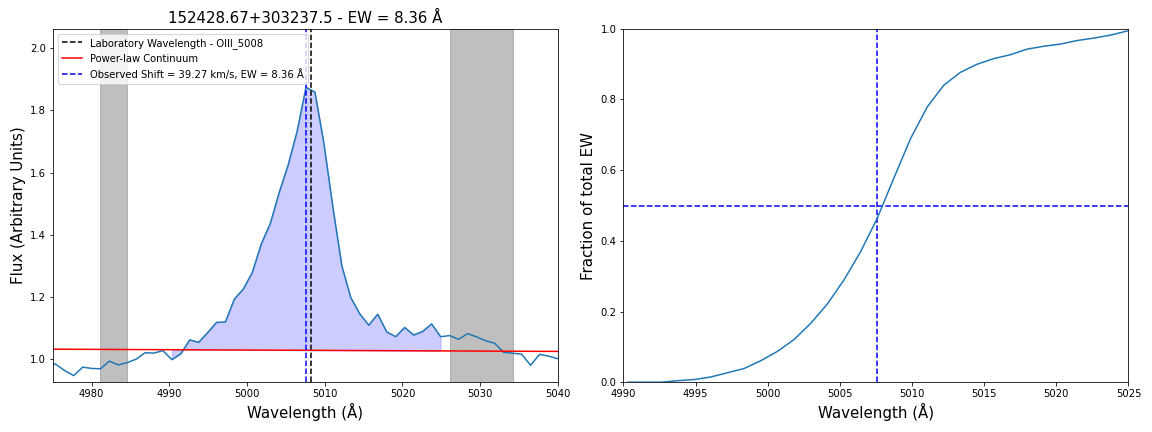 152428.67+303237.5 - EW = 8.36 Å
Laboratory Wavelength - OIII_5008
Power-law Continuum
Observed Shift = 39.27 km/s, EW = 8.36 Å
Flux (Arbitrary Units)
2.0
1.8
1.6
1.4
1.2
1.0
4980 4990 5000 5010 5020 5030 5040
Wavelength (Å)
Fraction of total EW
1.0
0.8
0.6
0.4
0.2
0.0
4990 4995 5000 5005 5010 5015 5020 5025
Wavelength (Å)